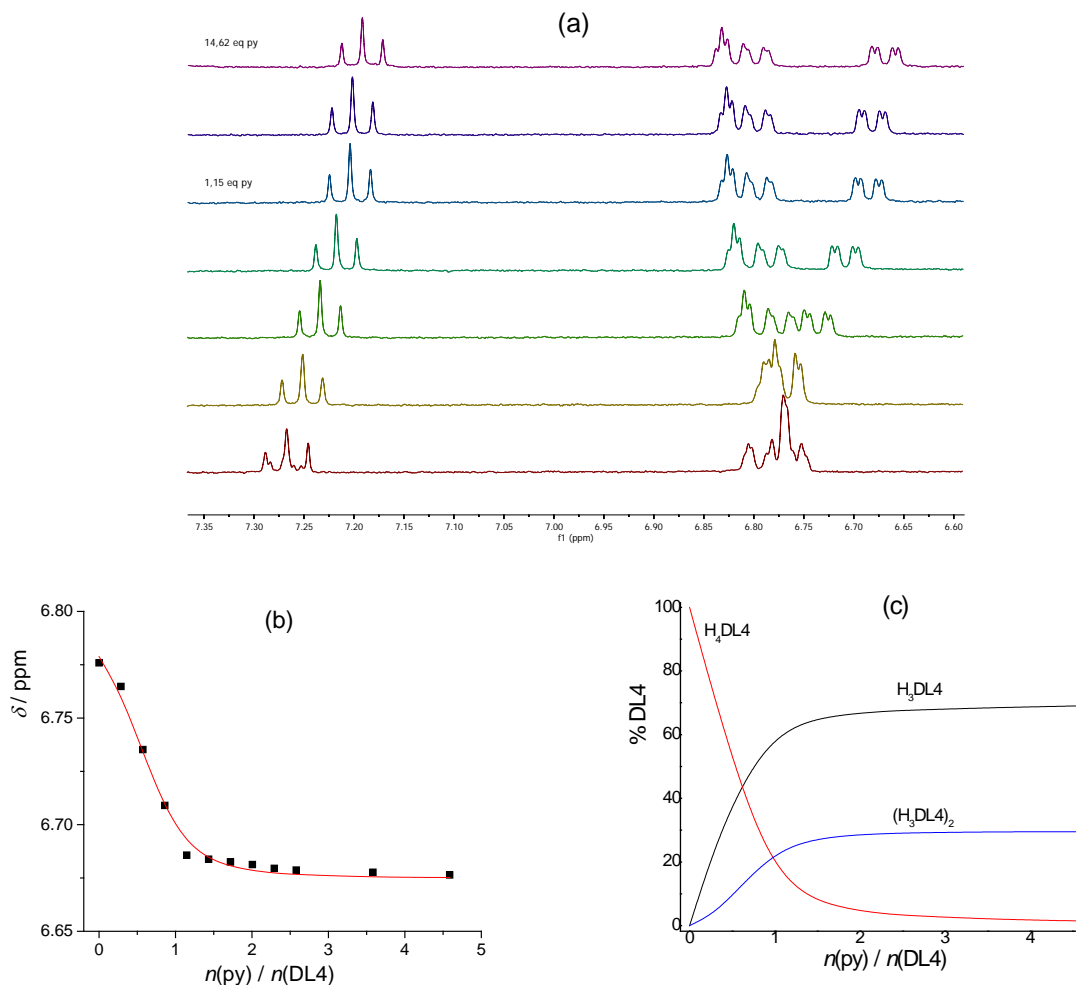 (a)
14,62 eq py
1,15 eq py
7.35 7.30 7.25 7.20 7.15 7.10 7.05 7.00 6.95 6.90 6.85 6.80 6.75 6.70 6.65 6.60
f1 (ppm)
(b)
δ / ppm
6.80
6.75
6.70
6.65
0 1 2 3 4 5
n(py) / n(DL4)
(c)
% DL4
100
80
60
40
20
0
H₄DL4
H₃DL4
(H₃DL4)₂
0 1 2 3 4
n(py) / n(DL4)